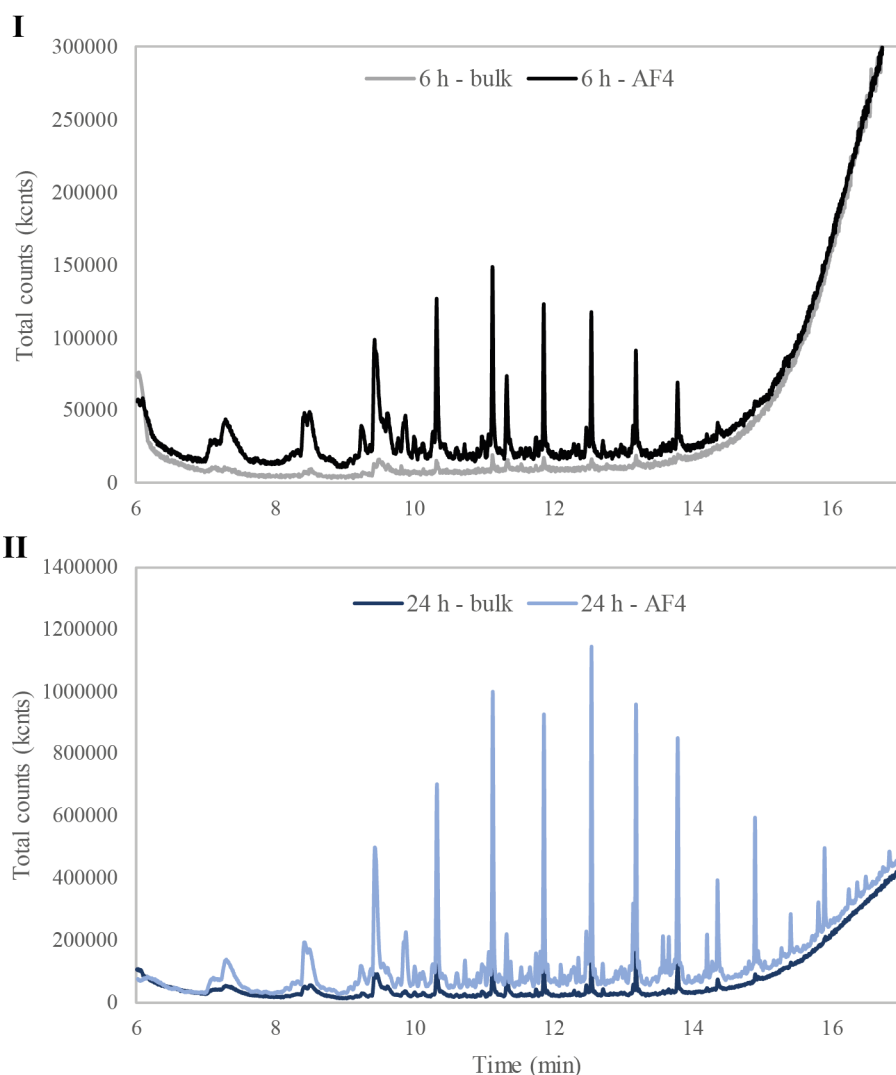 I
300000
6 h - bulk 6 h - AF4
250000
200000
150000
100000
50000
0
Total counts (kcnts)
6 8 10 12 14 16
II
1400000
24 h - bulk 24 h - AF4
1200000
1000000
800000
600000
400000
200000
0
Total counts (kcnts)
6 8 10 12 14 16
Time (min)